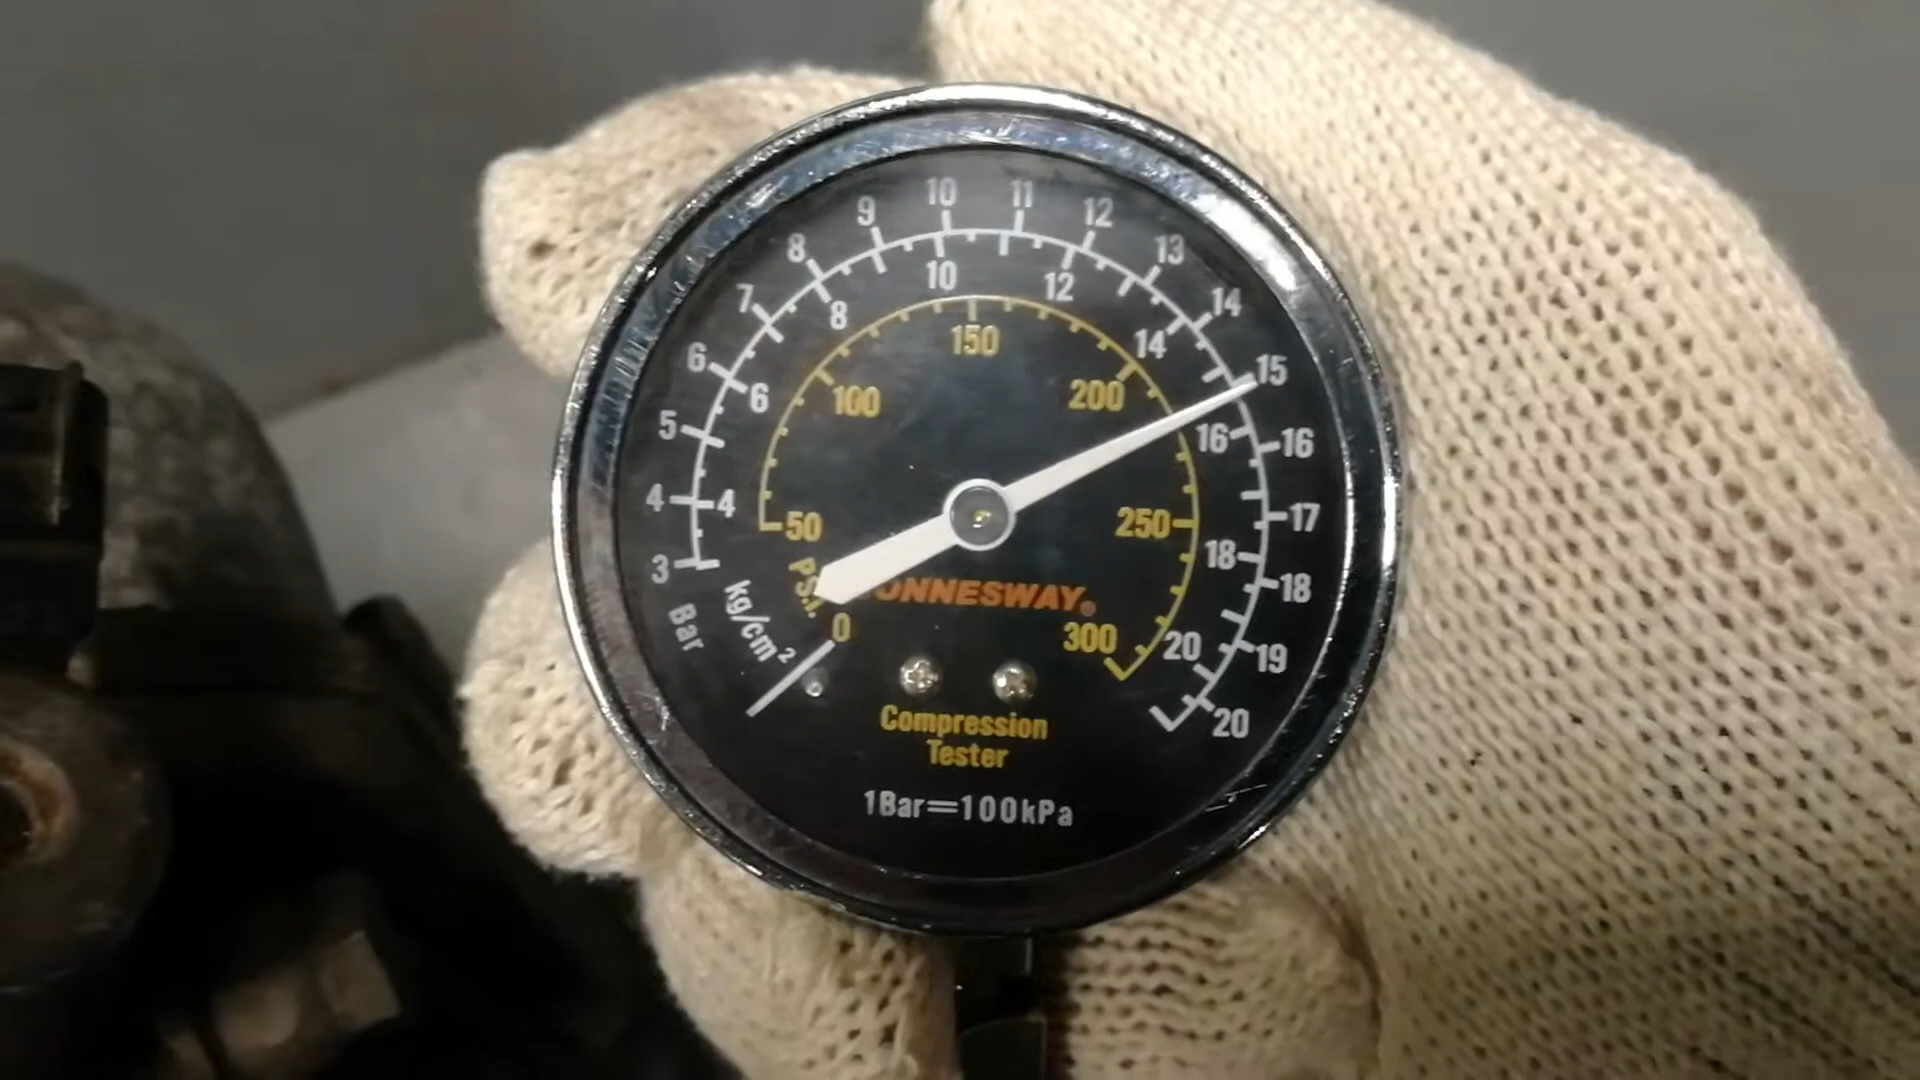 10 11
9 12
8 13
7 14
6 15
5 16
4 17
3 18
19
20
Bar
10
8 12
6 14
4 16
18
20
kg/cm²
150
100 200
50 250
0 300
P.S.I.
ONNESWAY®
Compression
Tester
1Bar=100kPa